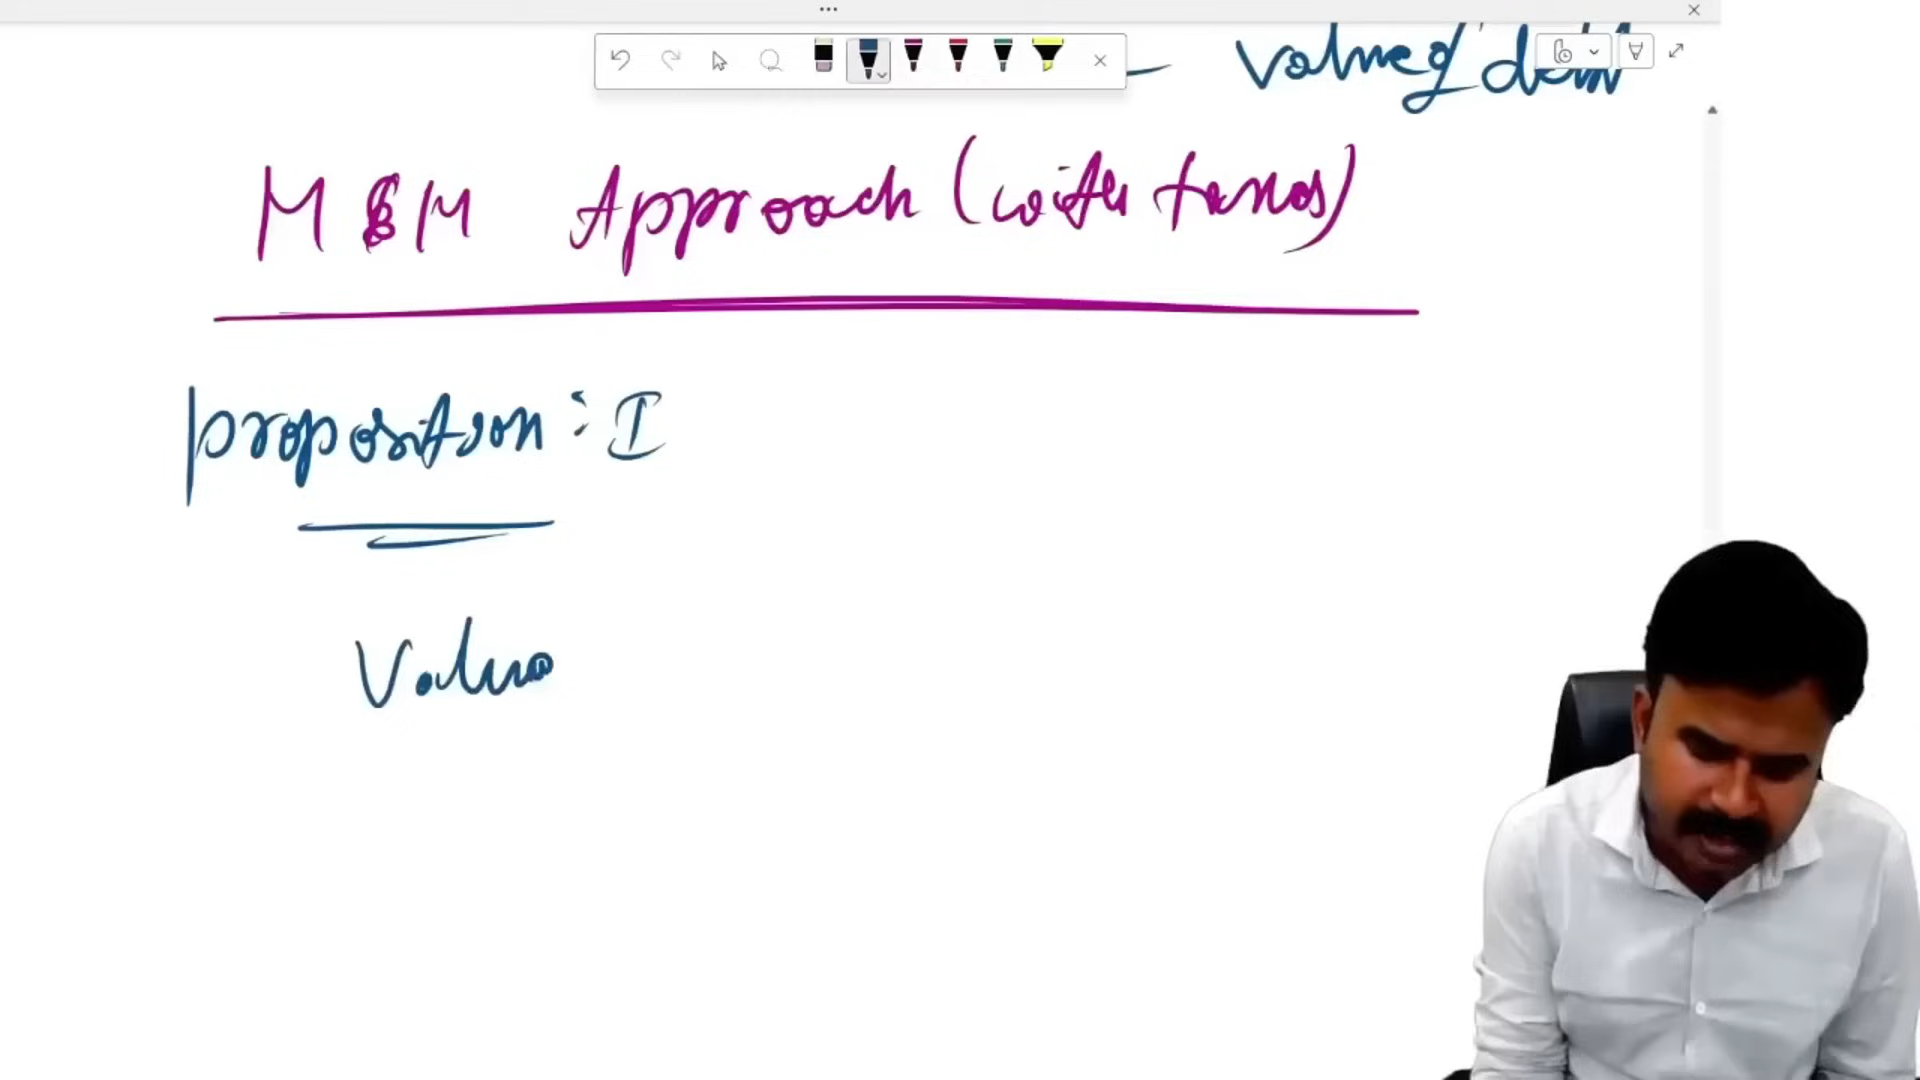 value of debt
M & M Approach (with taxes)
proposition : I
Value